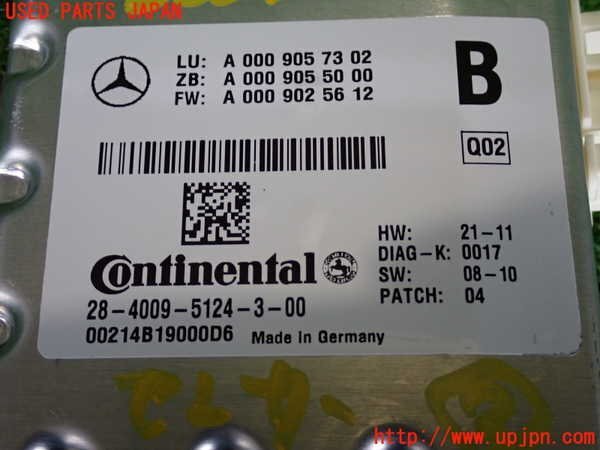 USED PARTS JAPAN
LU: A 000 905 73 02
ZB: A 000 905 50 00
FW: A 000 902 56 12
B
Q02
HW: 21-11
DIAG-K: 0017
SW: 08-10
PATCH: 04
Continental
28-4009-5124-3-00
00214B19000D6 Made in Germany
http://www.upjpn.com